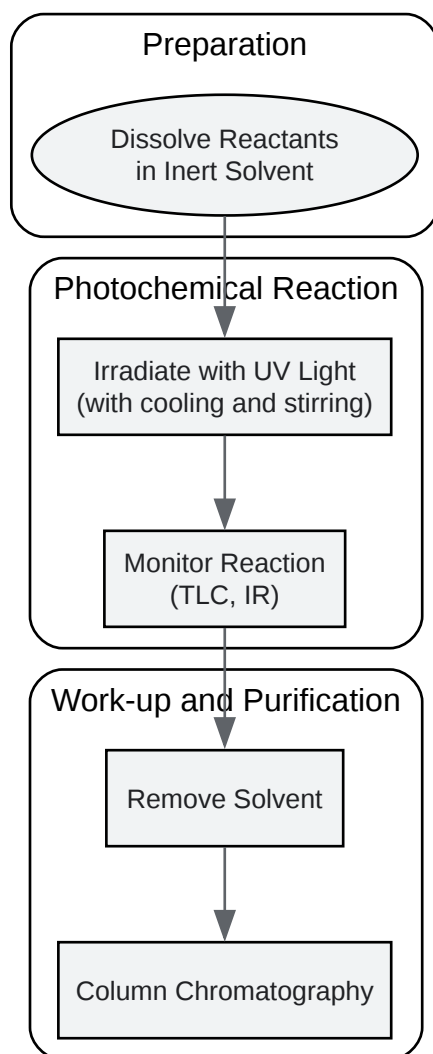 Preparation
Dissolve Reactants
in Inert Solvent
Photochemical Reaction
Irradiate with UV Light
(with cooling and stirring)
Monitor Reaction
(TLC, IR)
Work-up and Purification
Remove Solvent
Column Chromatography